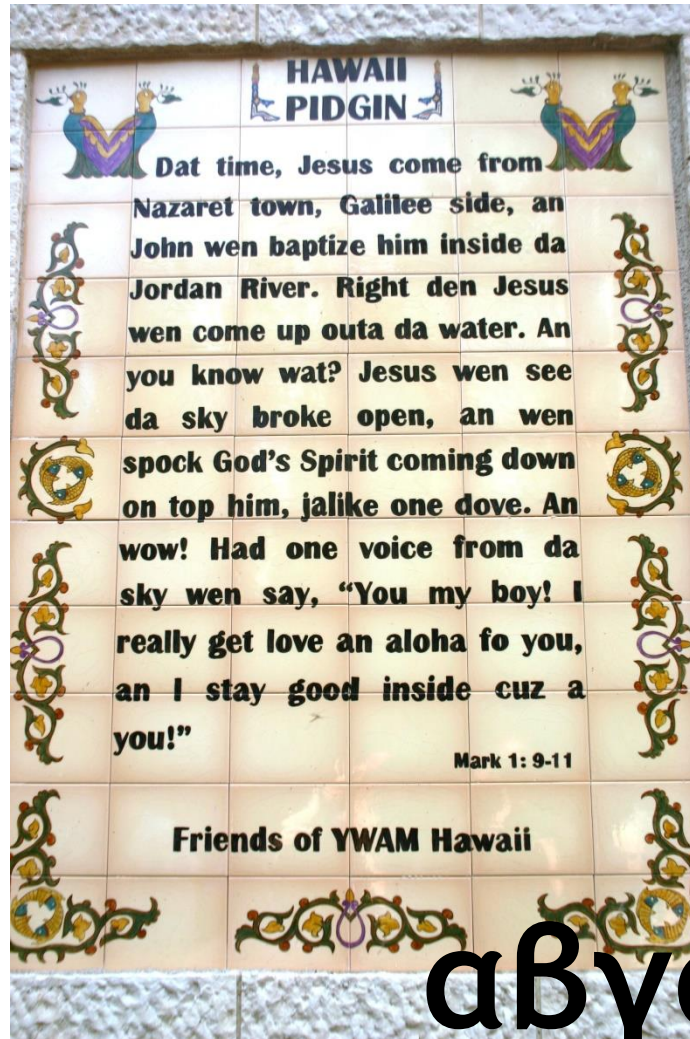 HAWAII
PIDGIN
Dat time, Jesus come from
Nazaret town, Galilee side, an
John wen baptize him inside da
Jordan River. Right den Jesus
wen come up outa da water. An
you know wat? Jesus wen see
da sky broke open, an wen
spock God's Spirit coming down
on top him, jalike one dove. An
wow! Had one voice from da
sky wen say, “You my boy! I
really get love an aloha fo you,
an I stay good inside cuz a
you!”
Mark 1: 9-11
Friends of YWAM Hawaii
αβγ